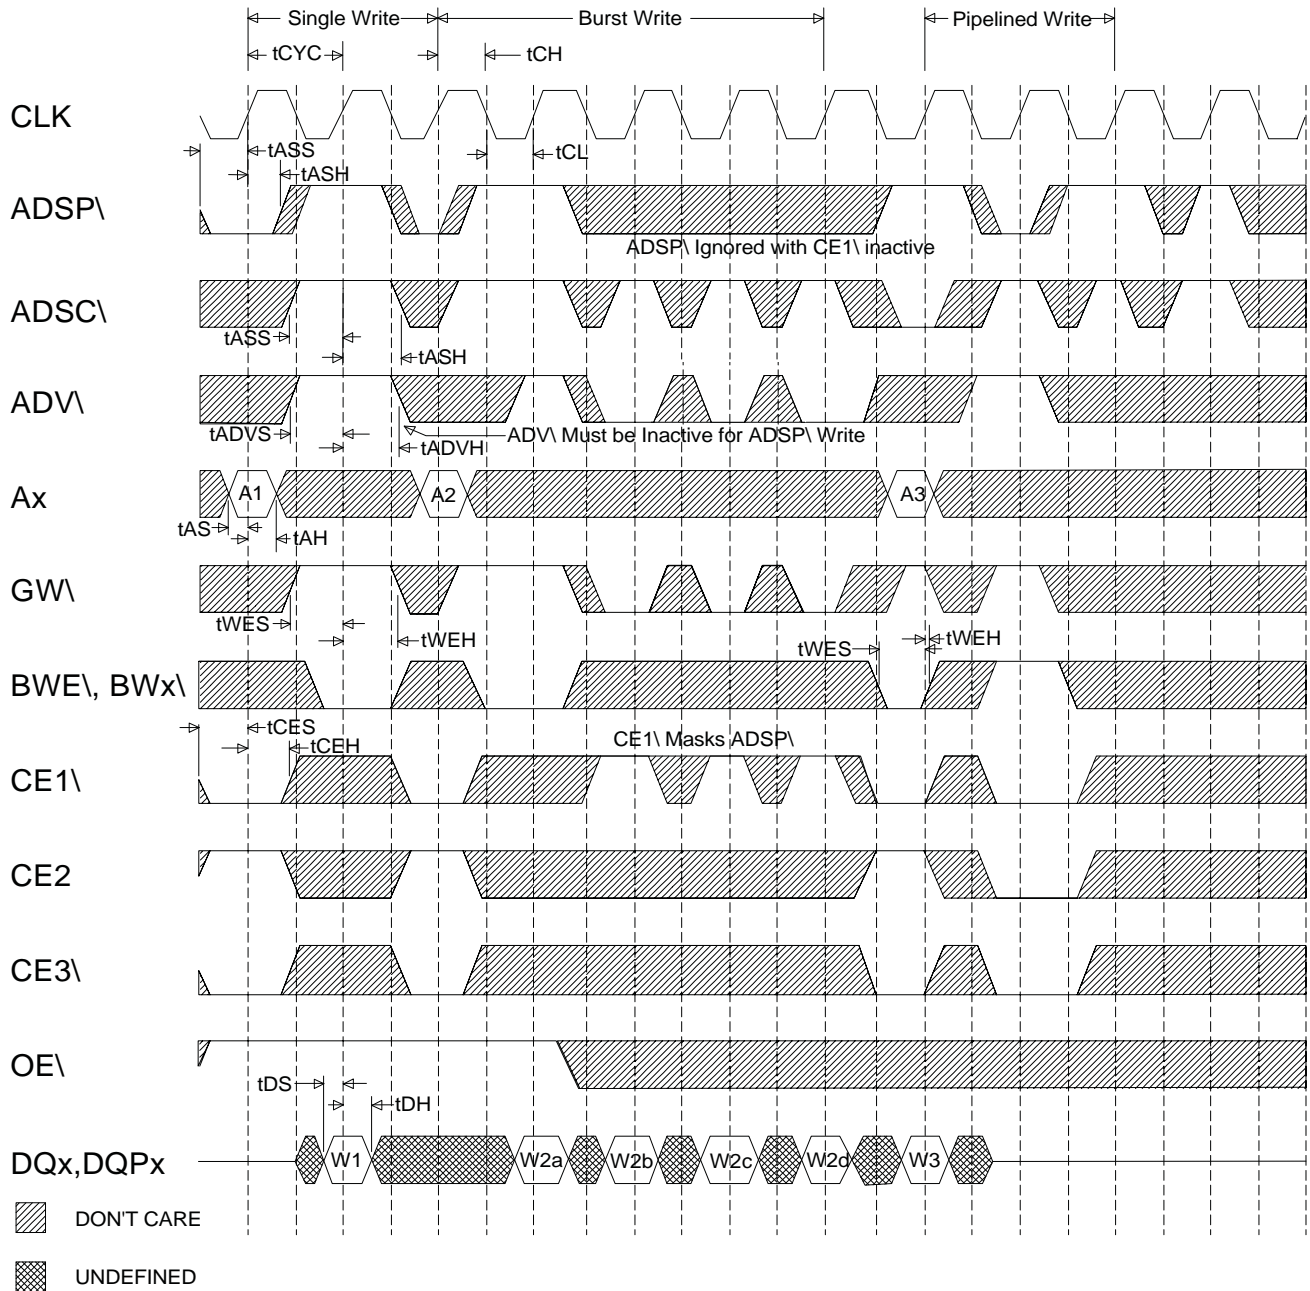 Single Write
Burst Write
Pipelined Write
tCYC
tCH
CLK
tASS
tCL
tASH
ADSP\
ADSP\ Ignored with CE1\ inactive
ADSC\
tASS
tASH
ADV\
tADVS
ADV\ Must be Inactive for ADSP\ Write
tADVH
Ax
A1
A2
A3
tAS
tAH
GW\
tWES
tWEH
tWES
tWEH
BWE\, BWx\
tCES
tCEH
CE1\ Masks ADSP\
CE1\
CE2
CE3\
OE\
tDS
tDH
DQx,DQPx
W1
W2a
W2b
W2c
W2d
W3
DON'T CARE
UNDEFINED